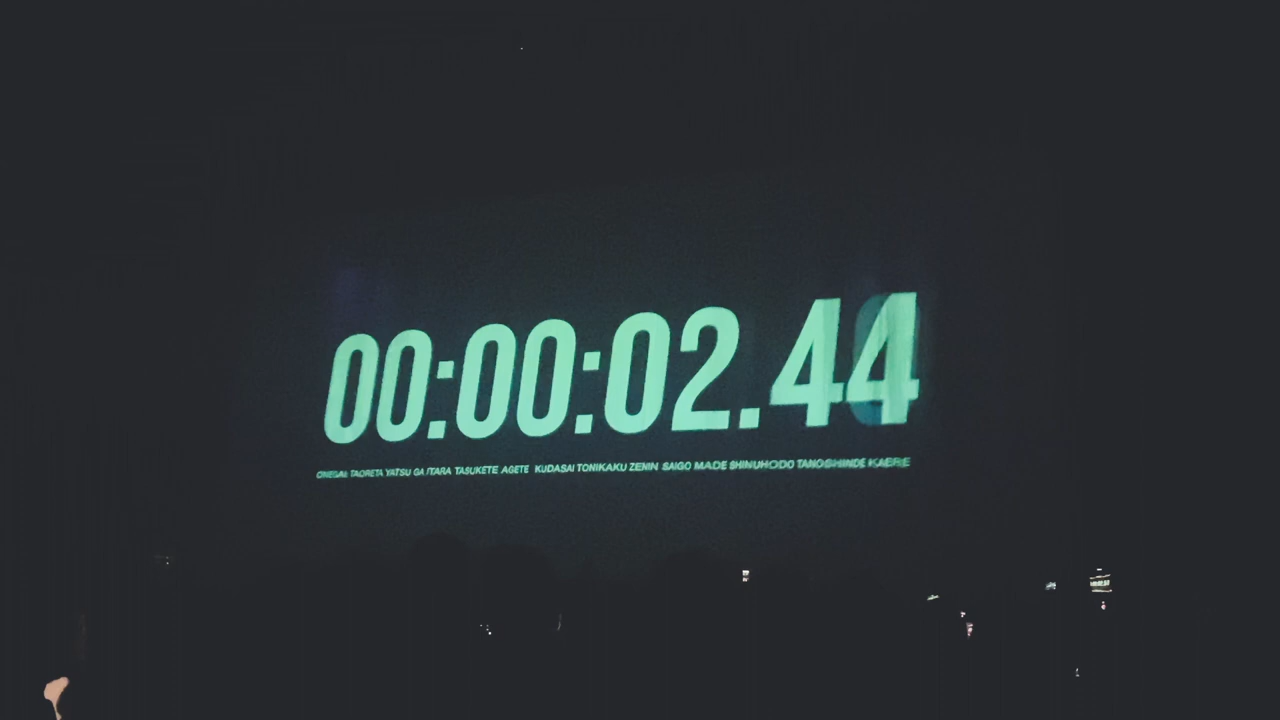 00:00:02.44
ONEGAI: TAORETA YATSU GA ITARA TASUKETE AGETE KUDASAI TONIKAKU ZENIN SAIGO MADE SHINUHODO TANOSHINDE KAERE